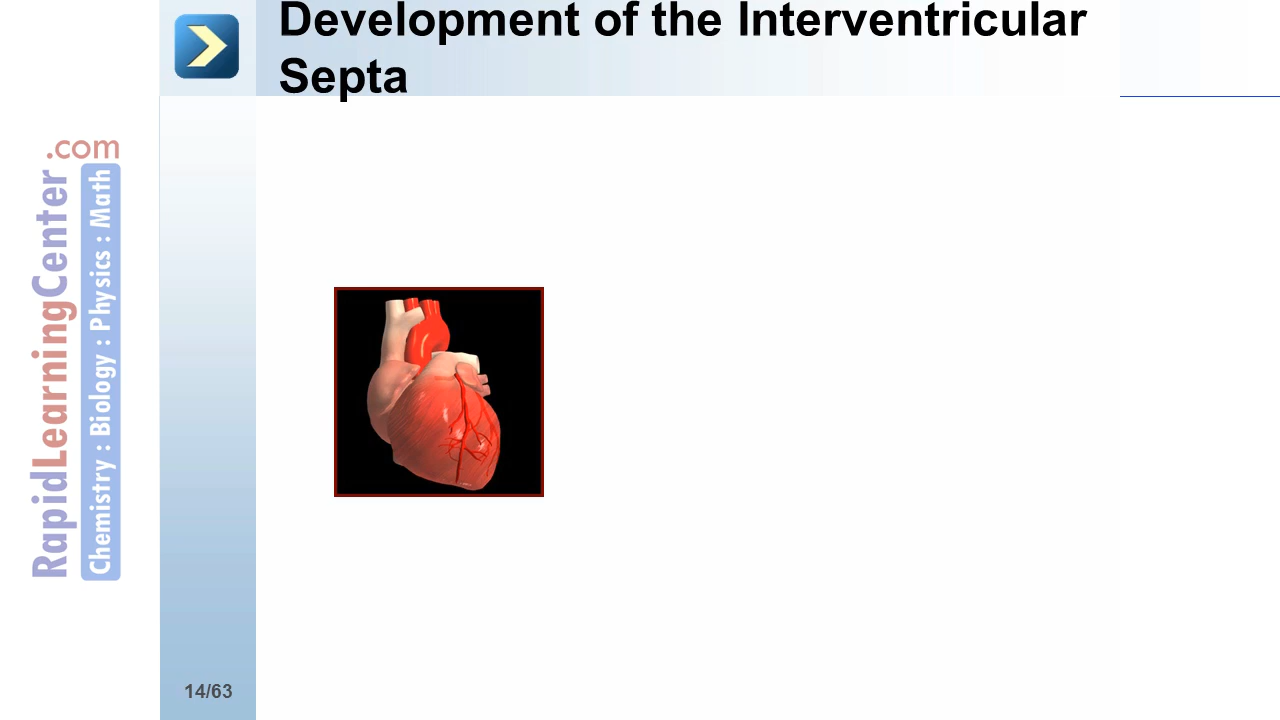 Development of the Interventricular
Septa
RapidLearningCenter.com
Chemistry : Biology : Physics : Math
14/63